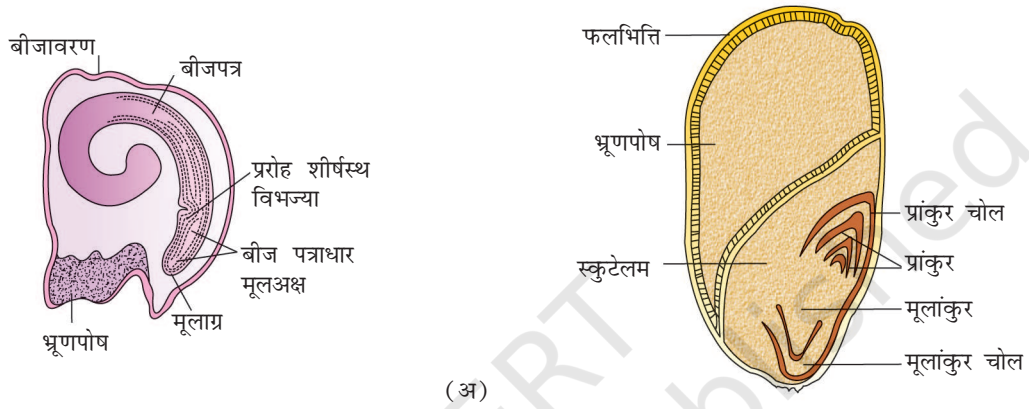 बीजावरण
बीजपत्र
प्ररोह शीर्षस्थ
विभज्या
बीज पत्राधार
मूलअक्ष
मूलाग्र
भ्रूणपोष
फलभित्ति
भ्रूणपोष
स्कुटेलम
प्रांकुर चोल
प्रांकुर
मूलांकुर
मूलांकुर चोल
(अ)